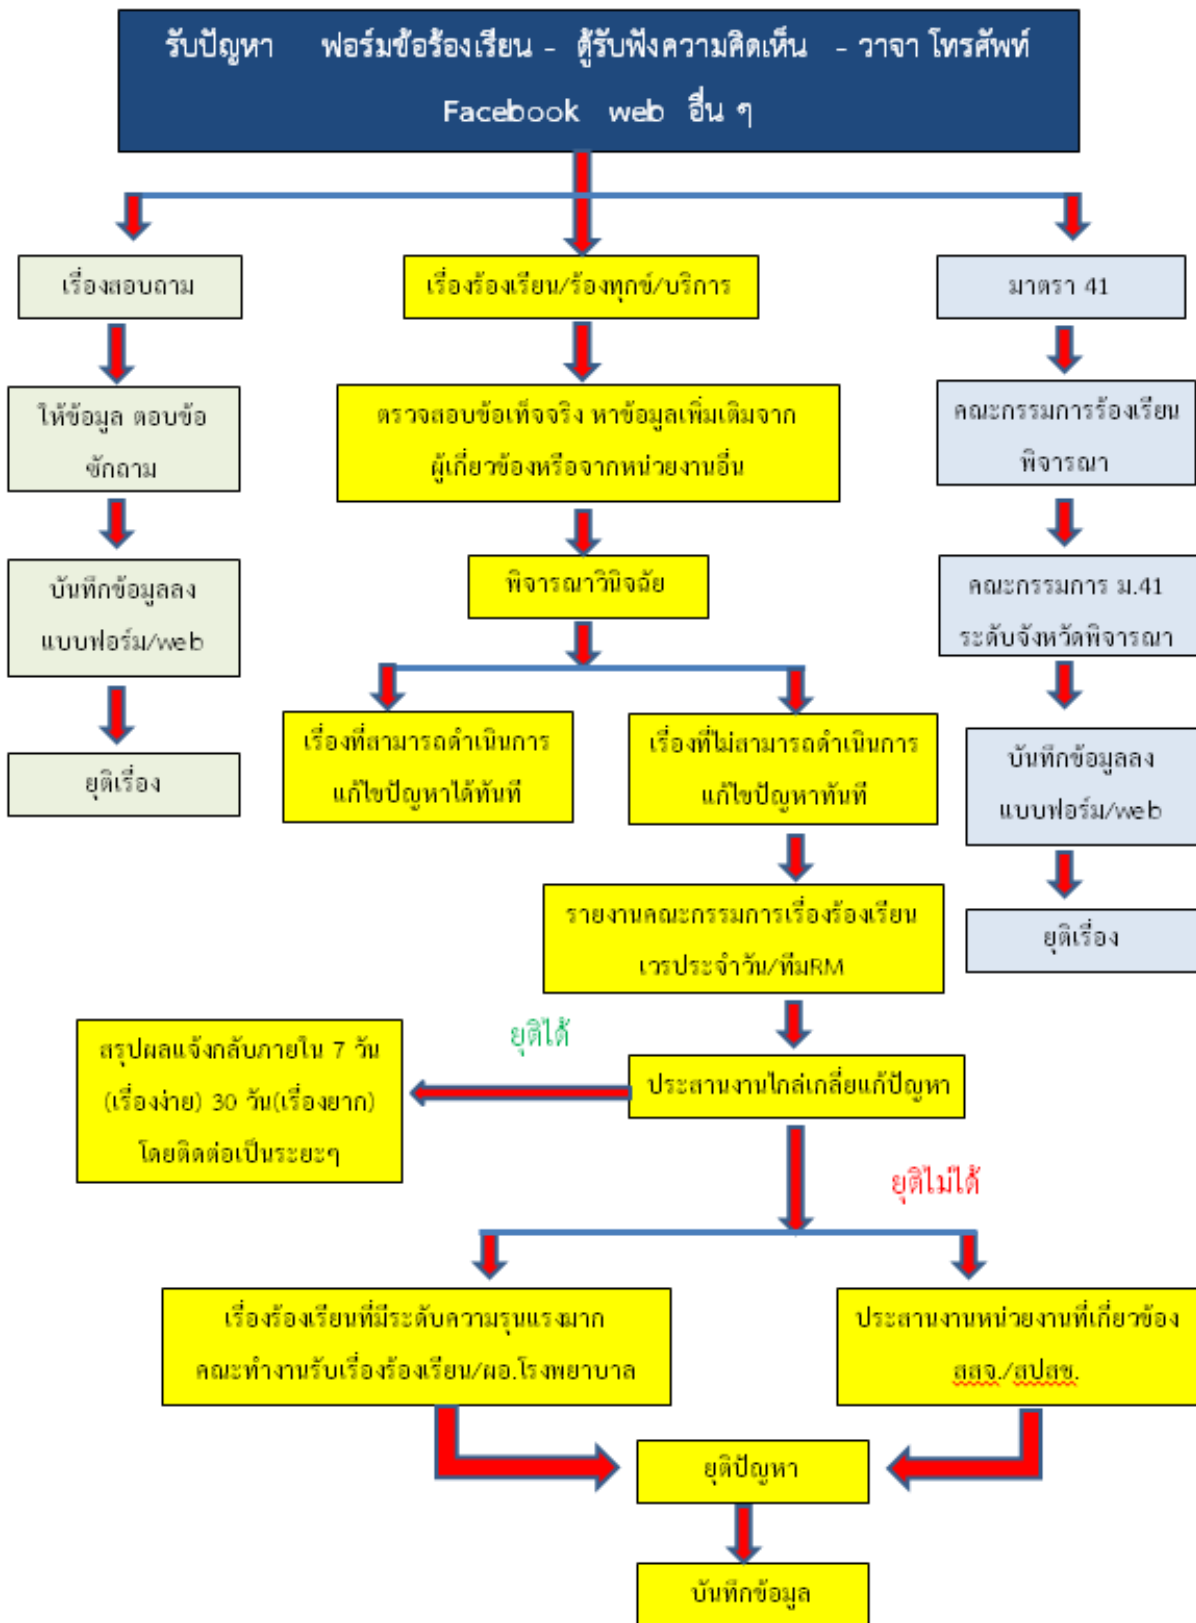 รับปัญหา ฟอร์มข้อร้องเรียน - ตู้รับฟังความคิดเห็น - วาจา โทรศัพท์
Facebook web อื่น ๆ
เรื่องสอบถาม
เรื่องร้องเรียน/ร้องทุกข์/บริการ
มาตรา 41
ให้ข้อมูล ตอบข้อ
ซักถาม
ตรวจสอบข้อเท็จจริง หาข้อมูลเพิ่มเติมจาก
ผู้เกี่ยวข้องหรือจากหน่วยงานอื่น
คณะกรรมการร้องเรียน
พิจารณา
บันทึกข้อมูลลง
แบบฟอร์ม/web
พิจารณาวินิจฉัย
คณะกรรมการ ม.41
ระดับจังหวัดพิจารณา
ยุติเรื่อง
เรื่องที่สามารถดำเนินการ
แก้ไขปัญหาได้ทันที
เรื่องที่ไม่สามารถดำเนินการ
แก้ไขปัญหาทันที
บันทึกข้อมูลลง
แบบฟอร์ม/web
รายงานคณะกรรมการเรื่องร้องเรียน
เวรประจำวัน/ทีมRM
ยุติเรื่อง
ยุติได้
สรุปผลแจ้งกลับภายใน 7 วัน
(เรื่องง่าย) 30 วัน(เรื่องยาก)
โดยติดต่อเป็นระยะๆ
ประสานงานไกล่เกลี่ยแก้ปัญหา
ยุติไม่ได้
เรื่องร้องเรียนที่มีระดับความรุนแรงมาก
คณะทำงานรับเรื่องร้องเรียน/ผอ.โรงพยาบาล
ประสานงานหน่วยงานที่เกี่ยวข้อง
สสจ./สปสช.
ยุติปัญหา
บันทึกข้อมูล